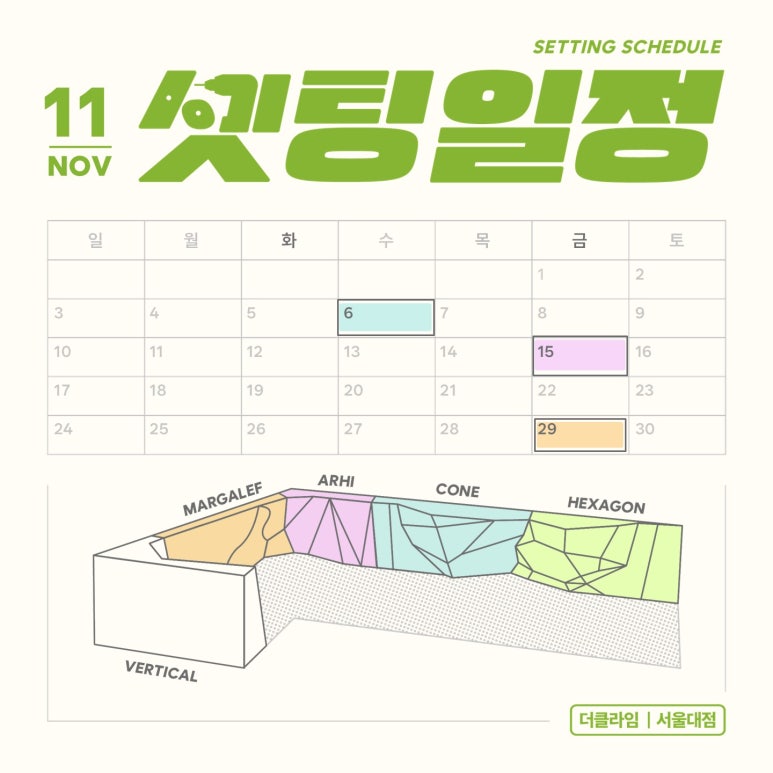 SETTING SCHEDULE
11
NOV
셋팅일정
일 월 화 수 목 금 토
1 2
3 4 5 6 7 8 9
10 11 12 13 14 15 16
17 18 19 20 21 22 23
24 25 26 27 28 29 30
MARGALEF
ARHI
CONE
HEXAGON
VERTICAL
더클라임 | 서울대점